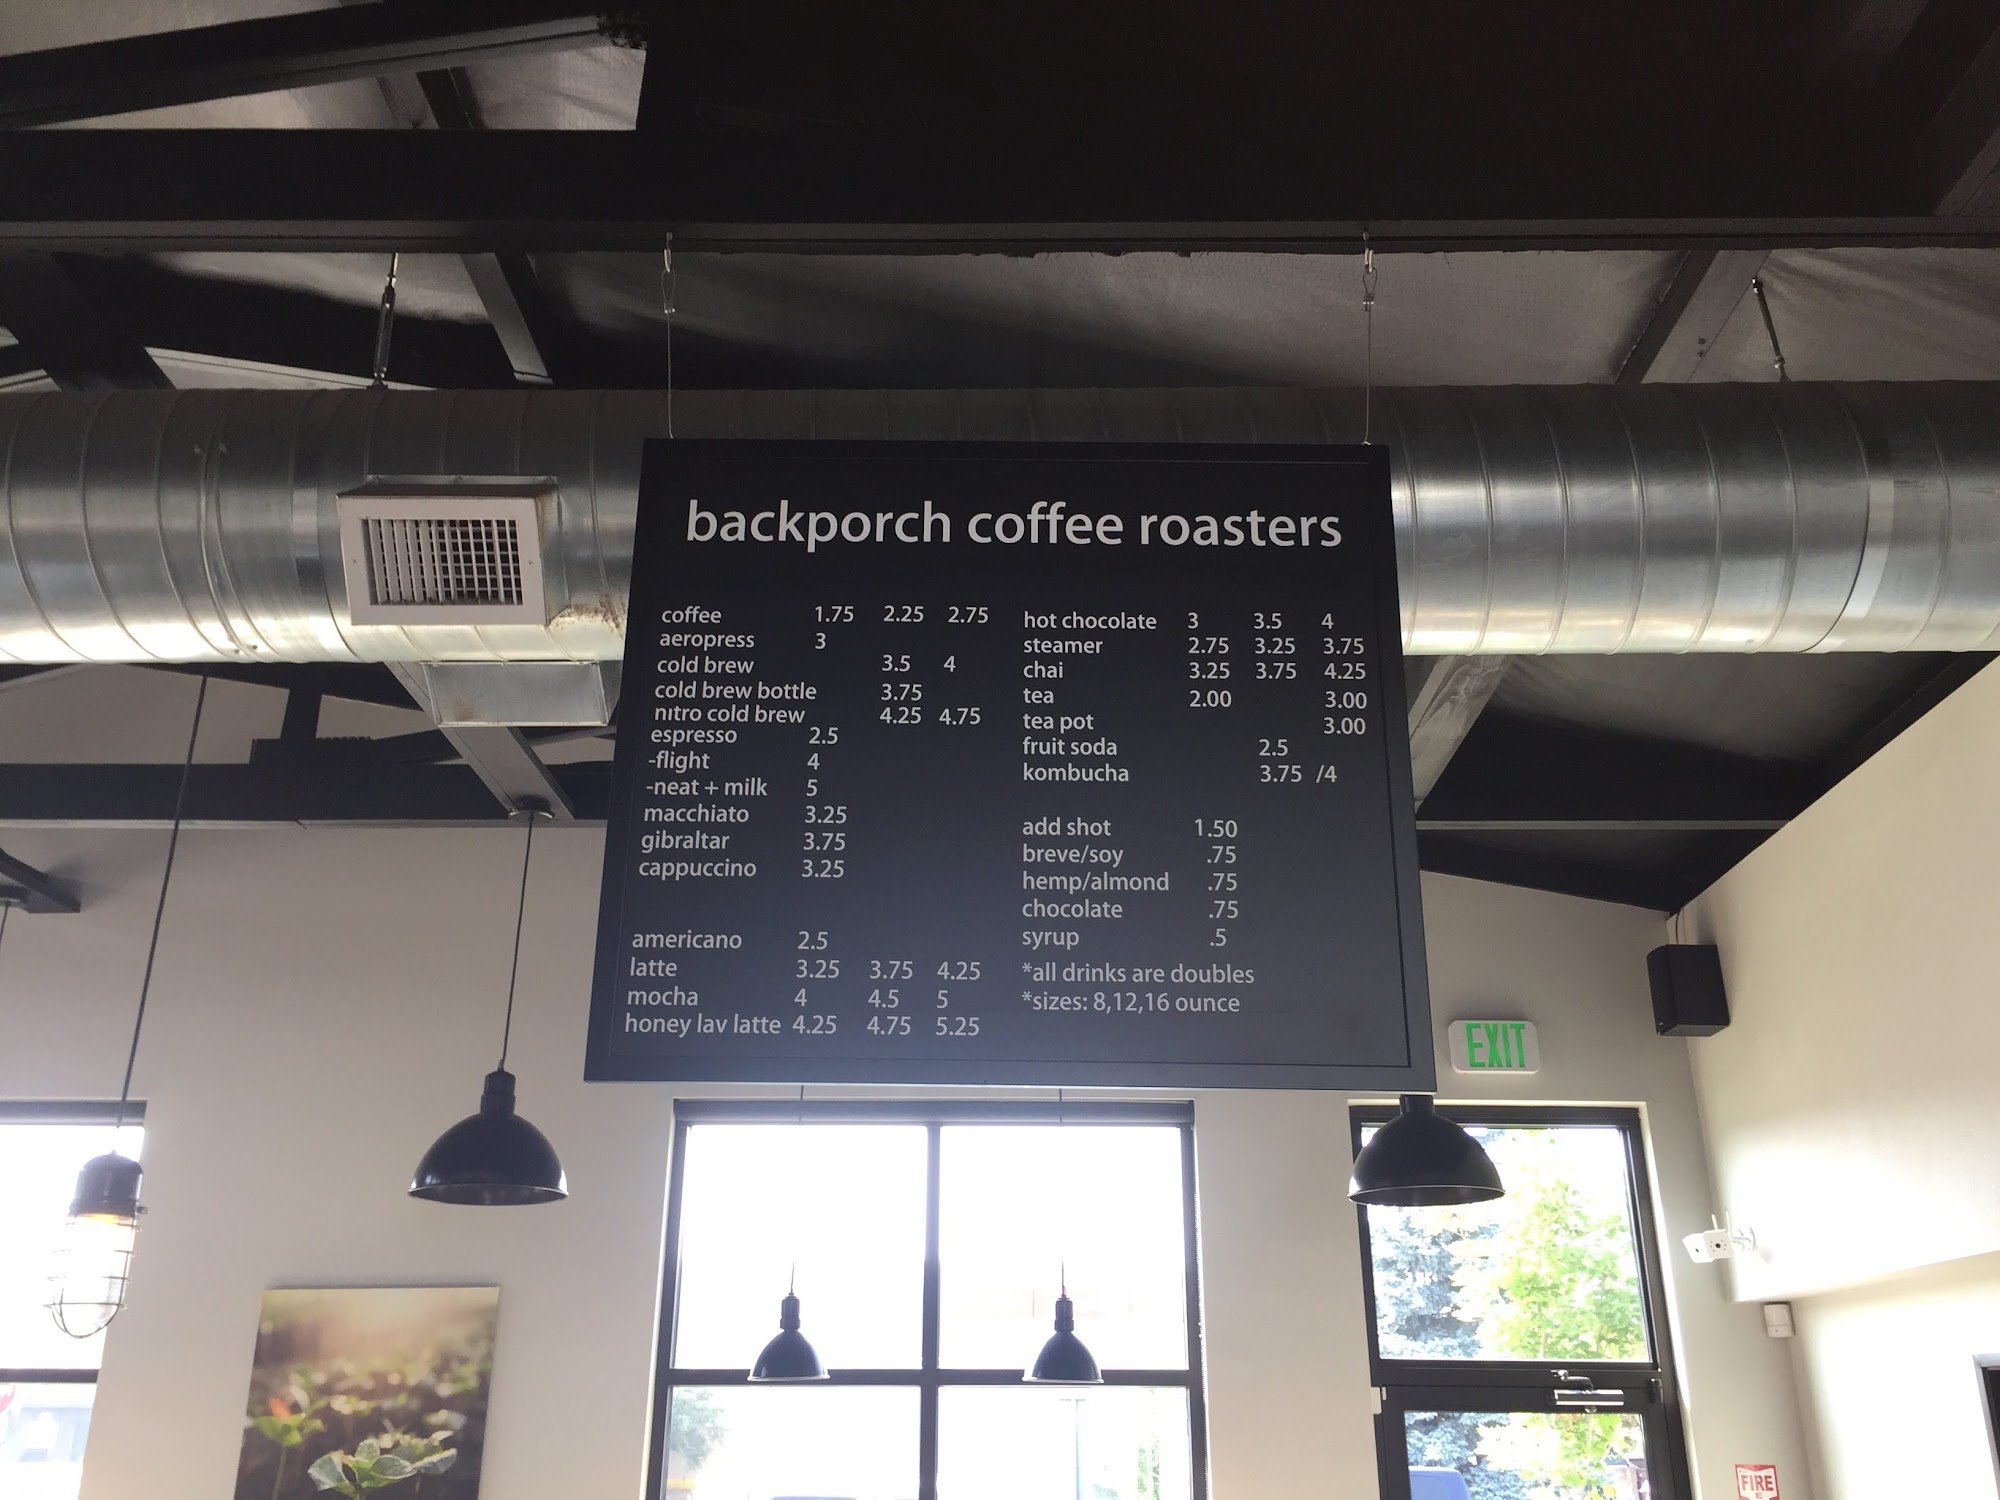 backporch coffee roasters
coffee 1.75 2.25 2.75
aeropress 3
cold brew 3.5 4
cold brew bottle 3.75
nitro cold brew 4.25 4.75
espresso 2.5
-flight 4
-neat + milk 5
macchiato 3.25
gibraltar 3.75
cappuccino 3.25
americano 2.5
latte 3.25 3.75 4.25
mocha 4 4.5 5
honey lav latte 4.25 4.75 5.25
hot chocolate 3 3.5 4
steamer 2.75 3.25 3.75
chai 3.25 3.75 4.25
tea 2.00 3.00
tea pot 3.00
fruit soda 2.5
kombucha 3.75 /4
add shot 1.50
breve/soy .75
hemp/almond .75
chocolate .75
syrup .5
*all drinks are doubles
*sizes: 8,12,16 ounce
EXIT
FIRE